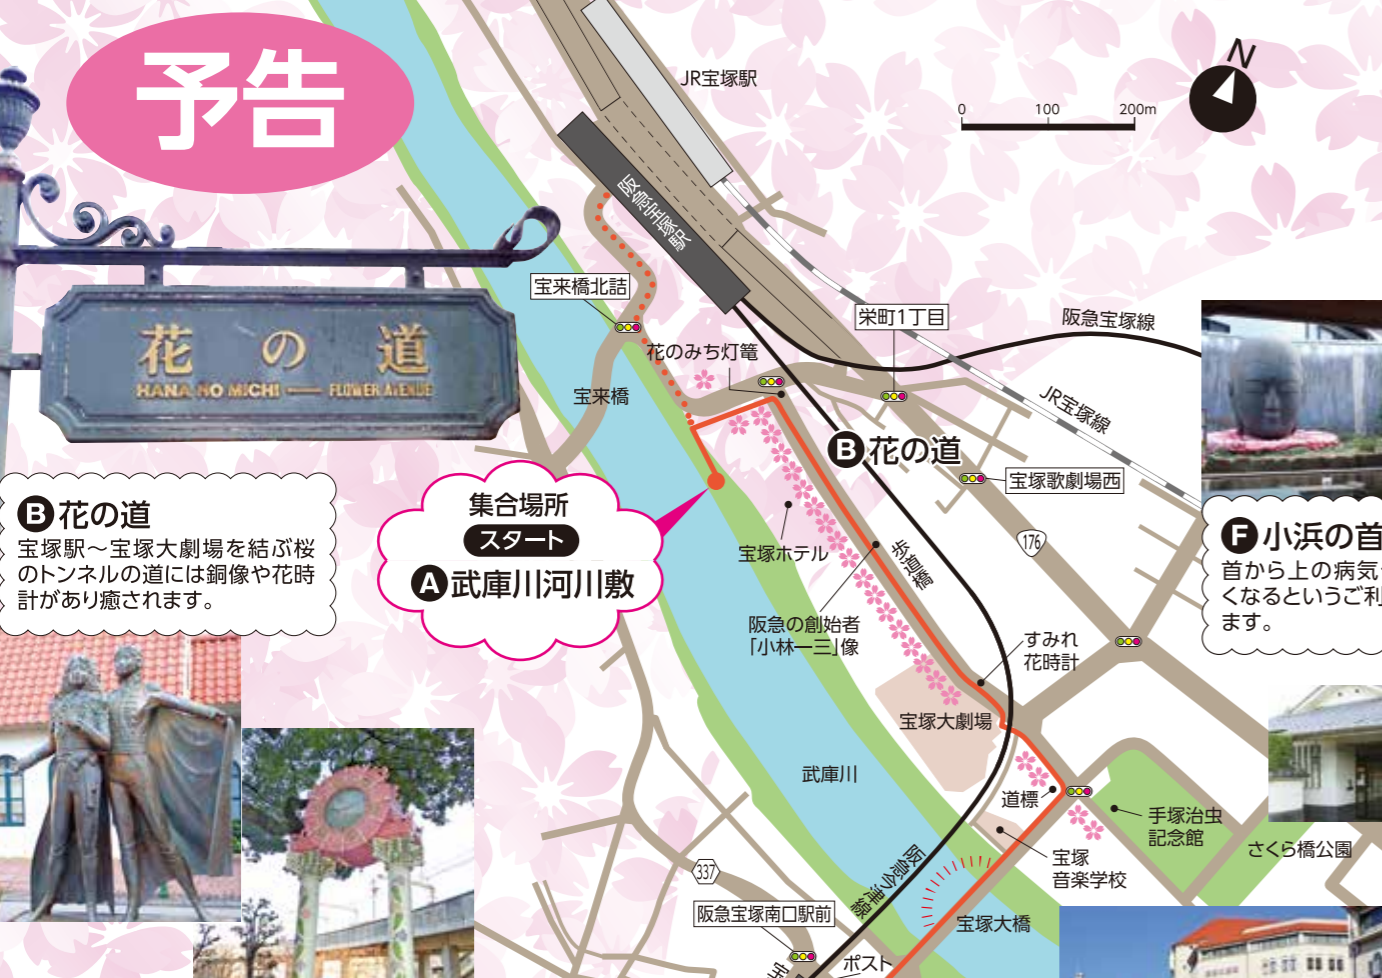 予告
JR宝塚駅
0 100 200m
N
阪急宝塚駅
宝来橋北詰
栄町1丁目
阪急宝塚線
花のみち灯篭
宝来橋
JR宝塚線
花の道
HANA NO MICHI — FLOWER AVENUE
B 花の道
宝塚歌劇場西
176
B 花の道
宝塚駅～宝塚大劇場を結ぶ桜
のトンネルの道には銅像や花時
計があり癒されます。
集合場所
スタート
A 武庫川河川敷
宝塚ホテル
歩道橋
阪急の創始者
「小林一三」像
すみれ
花時計
F 小浜の首
首から上の病気
くなるというご利
ます。
宝塚大劇場
武庫川
道標
手塚治虫
記念館
さくら橋公園
宝塚
音楽学校
阪急今津線
337
阪急宝塚南口駅前
宝塚大橋
ポスト
宝